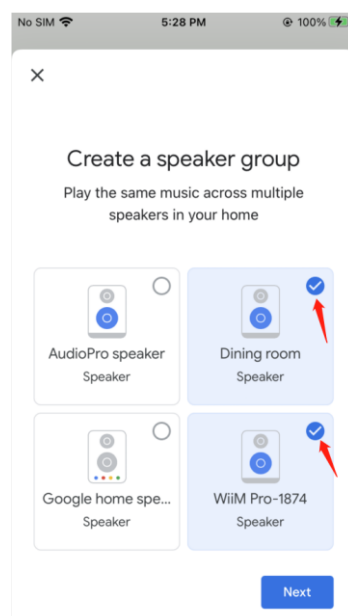 No SIM 5:28 PM 100%
Create a speaker group
Play the same music across multiple
speakers in your home
AudioPro speaker
Speaker
Dining room
Speaker
Google home spe...
Speaker
WiiM Pro-1874
Speaker
Next